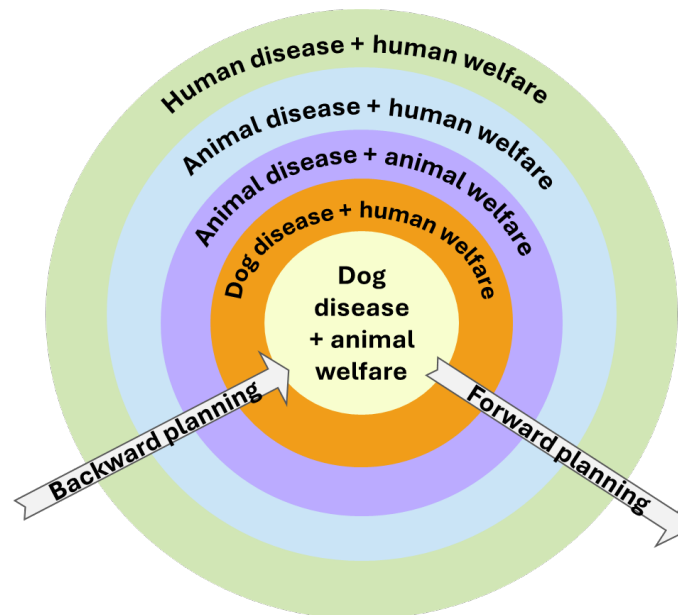 Human disease + human welfare
Animal disease + human welfare
Animal disease + animal welfare
Dog disease + human welfare
Dog
disease
+ animal
welfare
Backward planning
Forward planning